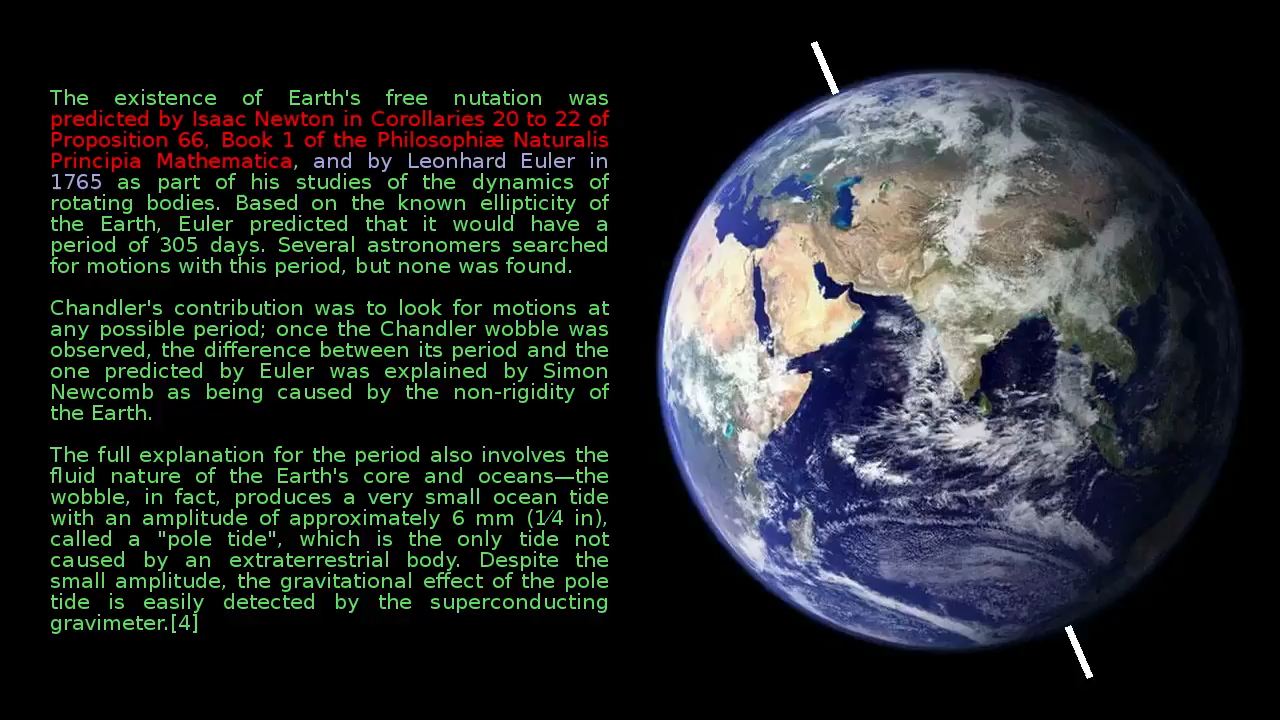 The existence of Earth's free nutation was
predicted by Isaac Newton in Corollaries 20 to 22 of
Proposition 66, Book 1 of the Philosophiæ Naturalis
Principia Mathematica, and by Leonhard Euler in
1765 as part of his studies of the dynamics of
rotating bodies. Based on the known ellipticity of
the Earth, Euler predicted that it would have a
period of 305 days. Several astronomers searched
for motions with this period, but none was found.
Chandler's contribution was to look for motions at
any possible period; once the Chandler wobble was
observed, the difference between its period and the
one predicted by Euler was explained by Simon
Newcomb as being caused by the non-rigidity of
the Earth.
The full explanation for the period also involves the
fluid nature of the Earth's core and oceans—the
wobble, in fact, produces a very small ocean tide
with an amplitude of approximately 6 mm (1⁄4 in),
called a "pole tide", which is the only tide not
caused by an extraterrestrial body. Despite the
small amplitude, the gravitational effect of the pole
tide is easily detected by the superconducting
gravimeter.[4]